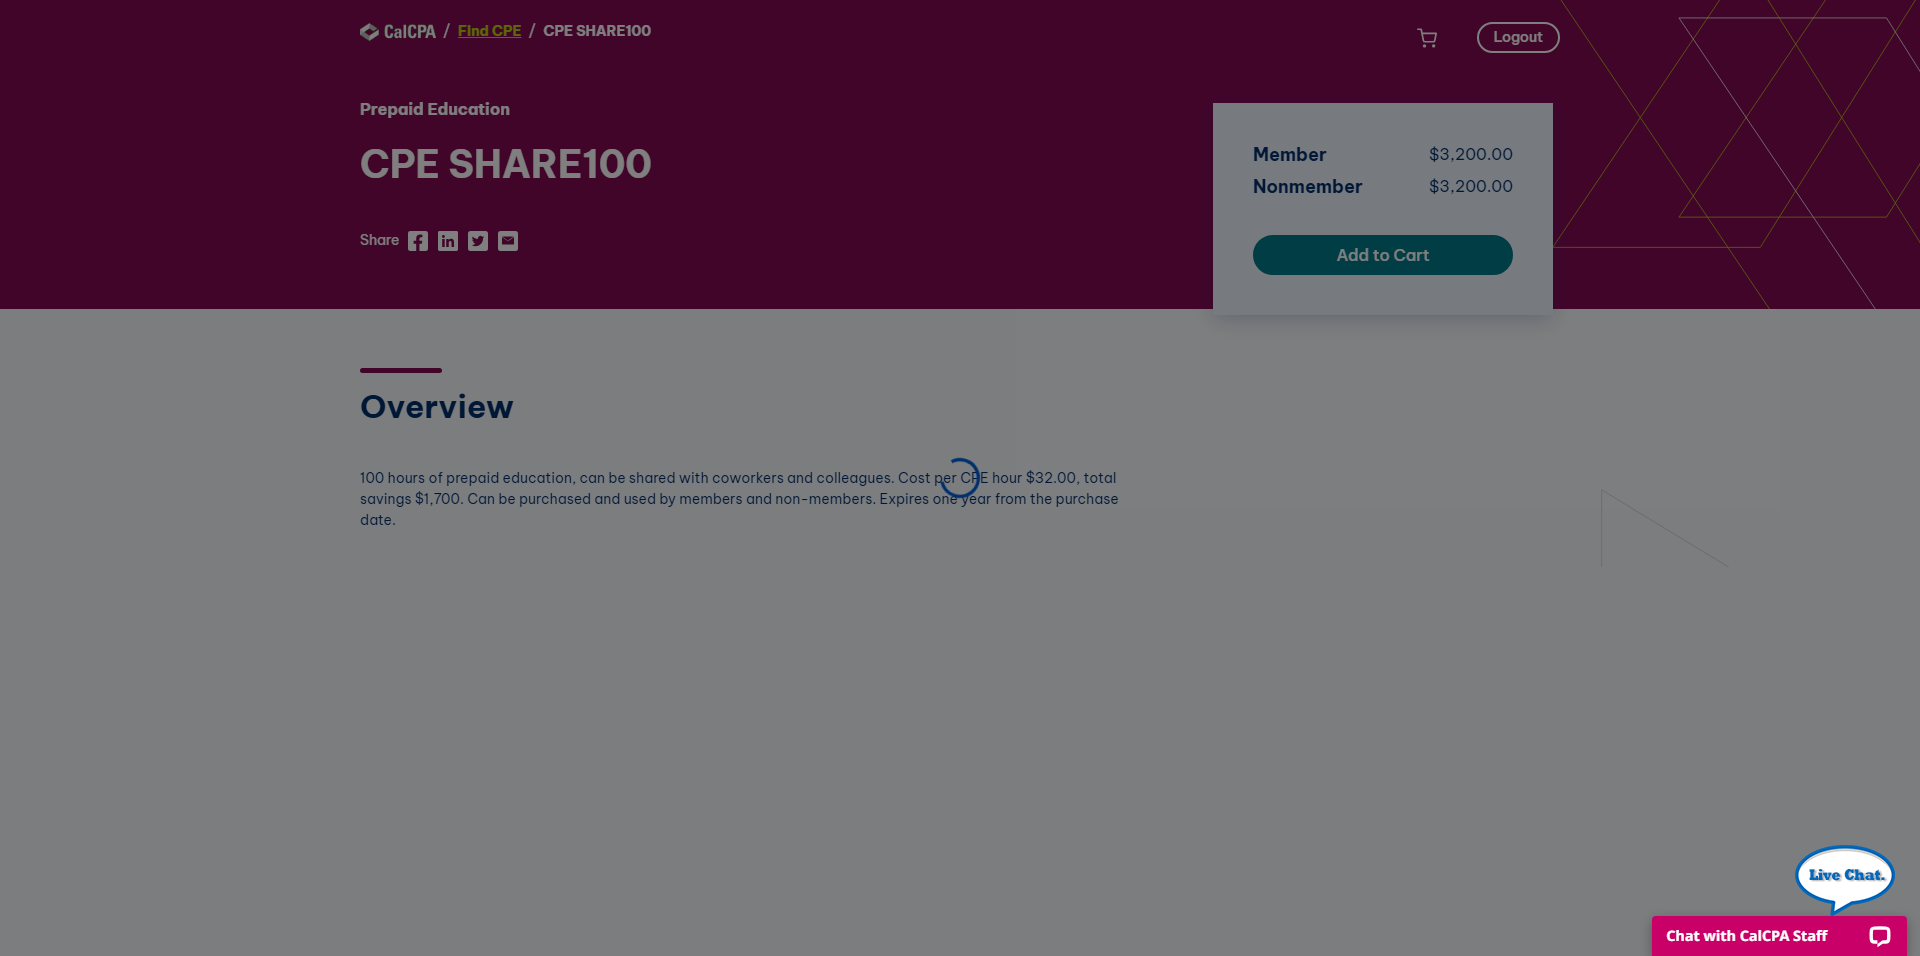 CalCPA / Find CPE / CPE SHARE100
Logout
Prepaid Education
CPE SHARE100
Share
Member $3,200.00
Nonmember $3,200.00
Add to Cart
Overview
100 hours of prepaid education, can be shared with coworkers and colleagues. Cost per CPE hour $32.00, total
savings $1,700. Can be purchased and used by members and non-members. Expires one year from the purchase
date.
Live Chat.
Chat with CalCPA Staff